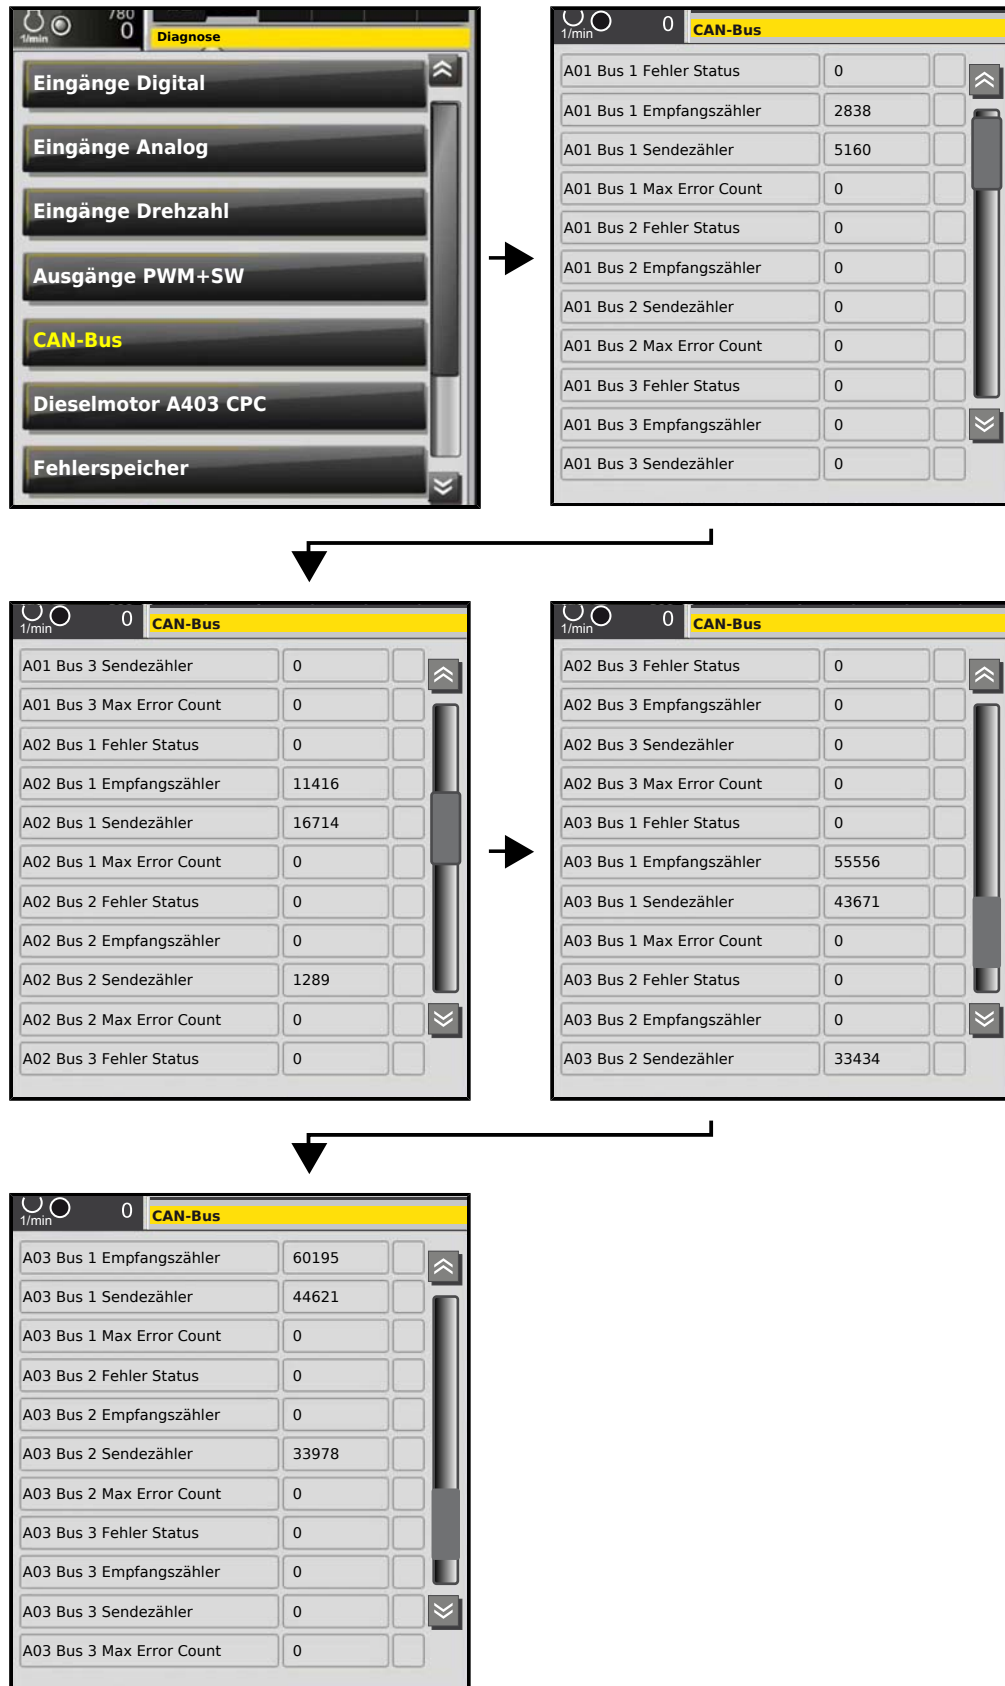 780
1/min 0 Diagnose
Eingänge Digital
Eingänge Analog
Eingänge Drehzahl
Ausgänge PWM+SW
CAN-Bus
Dieselmotor A403 CPC
Fehlerspeicher
1/min 0 CAN-Bus
A01 Bus 1 Fehler Status 0
A01 Bus 1 Empfangszähler 2838
A01 Bus 1 Sendezähler 5160
A01 Bus 1 Max Error Count 0
A01 Bus 2 Fehler Status 0
A01 Bus 2 Empfangszähler 0
A01 Bus 2 Sendezähler 0
A01 Bus 2 Max Error Count 0
A01 Bus 3 Fehler Status 0
A01 Bus 3 Empfangszähler 0
A01 Bus 3 Sendezähler 0
1/min 0 CAN-Bus
A01 Bus 3 Sendezähler 0
A01 Bus 3 Max Error Count 0
A02 Bus 1 Fehler Status 0
A02 Bus 1 Empfangszähler 11416
A02 Bus 1 Sendezähler 16714
A02 Bus 1 Max Error Count 0
A02 Bus 2 Fehler Status 0
A02 Bus 2 Empfangszähler 0
A02 Bus 2 Sendezähler 1289
A02 Bus 2 Max Error Count 0
A02 Bus 3 Fehler Status 0
1/min 0 CAN-Bus
A02 Bus 3 Fehler Status 0
A02 Bus 3 Empfangszähler 0
A02 Bus 3 Sendezähler 0
A02 Bus 3 Max Error Count 0
A03 Bus 1 Fehler Status 0
A03 Bus 1 Empfangszähler 55556
A03 Bus 1 Sendezähler 43671
A03 Bus 1 Max Error Count 0
A03 Bus 2 Fehler Status 0
A03 Bus 2 Empfangszähler 0
A03 Bus 2 Sendezähler 33434
1/min 0 CAN-Bus
A03 Bus 1 Empfangszähler 60195
A03 Bus 1 Sendezähler 44621
A03 Bus 1 Max Error Count 0
A03 Bus 2 Fehler Status 0
A03 Bus 2 Empfangszähler 0
A03 Bus 2 Sendezähler 33978
A03 Bus 2 Max Error Count 0
A03 Bus 3 Fehler Status 0
A03 Bus 3 Empfangszähler 0
A03 Bus 3 Sendezähler 0
A03 Bus 3 Max Error Count 0